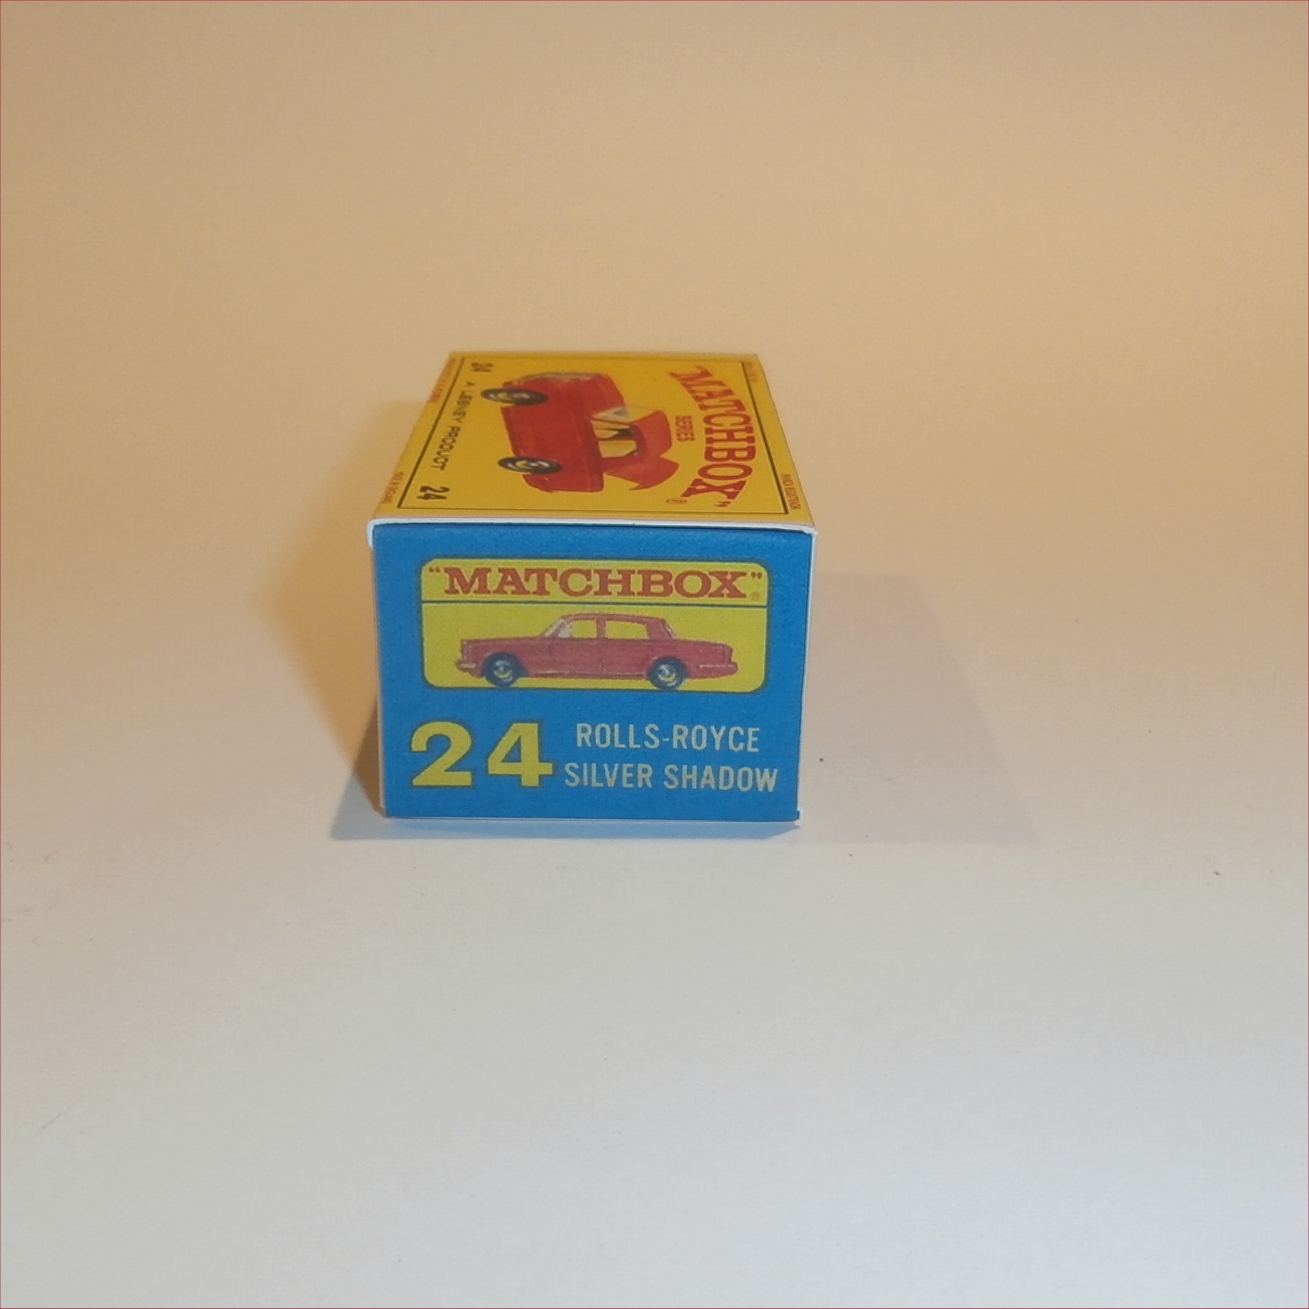 "MATCHBOX"®
SERIES
24 A LESNEY PRODUCT 24
"MATCHBOX"®
24 ROLLS-ROYCE
SILVER SHADOW